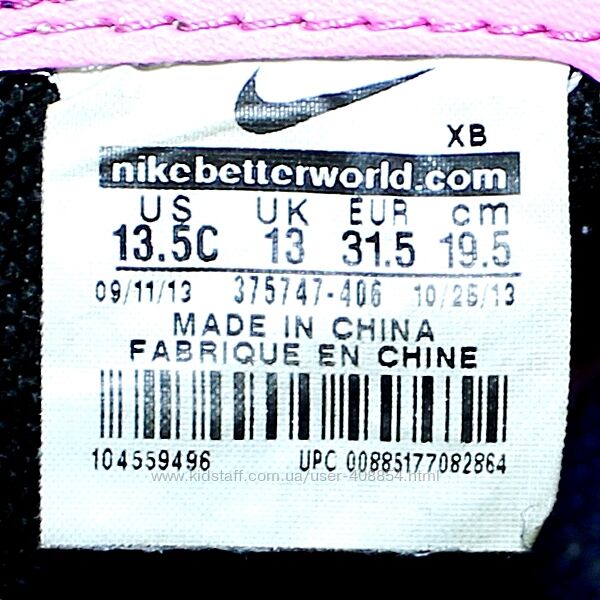 XB
nikebetterworld.com
US UK EUR cm
13.5C 13 31.5 19.5
09/11/13 375747-406 10/25/13
MADE IN CHINA
FABRIQUE EN CHINE
104559496 UPC 00885177082864
www.kidstaff.com.ua/user-408854.html